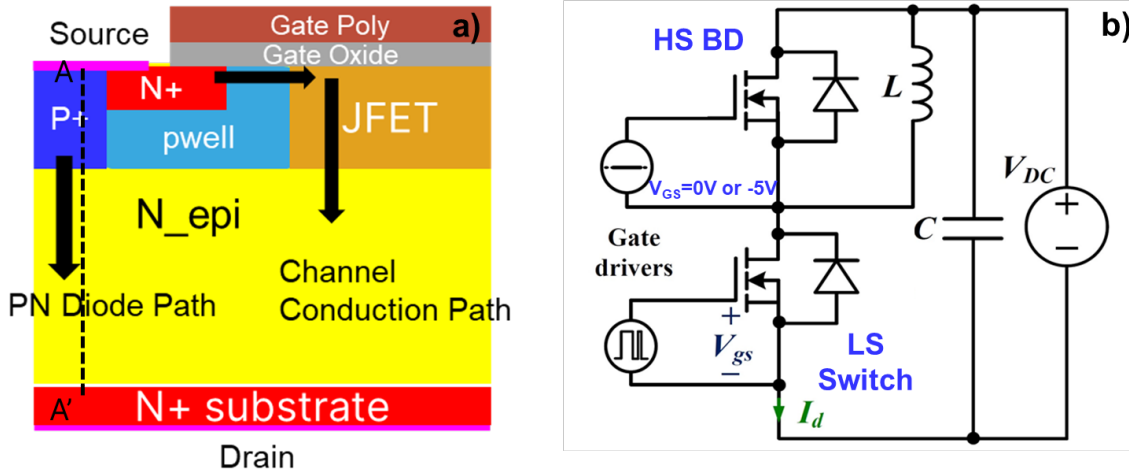 a)
Source
Gate Poly
Gate Oxide
A
N+
P+
pwell
JFET
N_epi
PN Diode Path
Channel
Conduction Path
A'
N+ substrate
Drain
b)
HS BD
L
V_GS=0V or -5V
V_DC
+
−
C
Gate
drivers
+
V_gs
−
LS
Switch
I_d